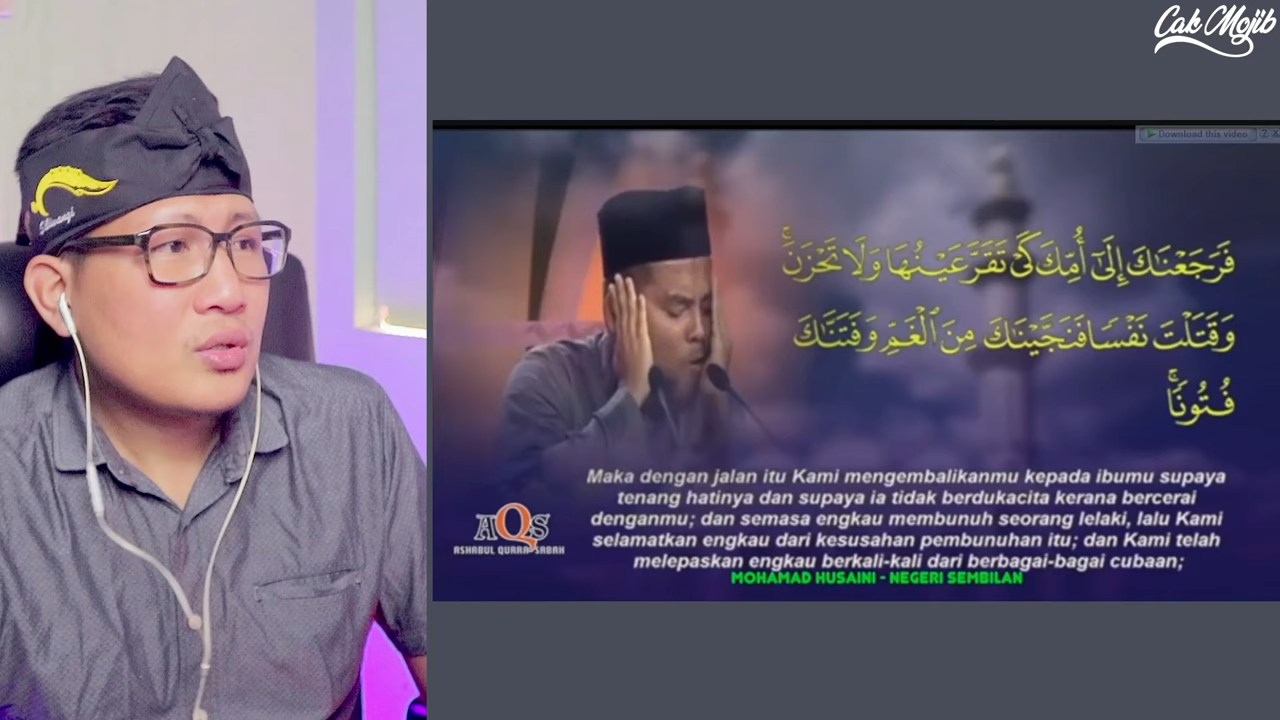 Cak Mojib
Download this video
فَرَجَعْنَٰكَ إِلَىٰٓ أُمِّكَ كَىْ تَقَرَّ عَيْنُهَا وَلَا تَحْزَنَ ۚ
وَقَتَلْتَ نَفْسًا فَنَجَّيْنَٰكَ مِنَ ٱلْغَمِّ وَفَتَنَّٰكَ
فُتُونًا ۚ
Maka dengan jalan itu Kami mengembalikanmu kepada ibumu supaya
tenang hatinya dan supaya ia tidak berdukacita kerana bercerai
denganmu; dan semasa engkau membunuh seorang lelaki, lalu Kami
selamatkan engkau dari kesusahan pembunuhan itu; dan Kami telah
melepaskan engkau berkali-kali dari berbagai-bagai cubaan;
AQS
ASHABUL QURRA SABAH
MOHAMAD HUSAINI - NEGERI SEMBILAN